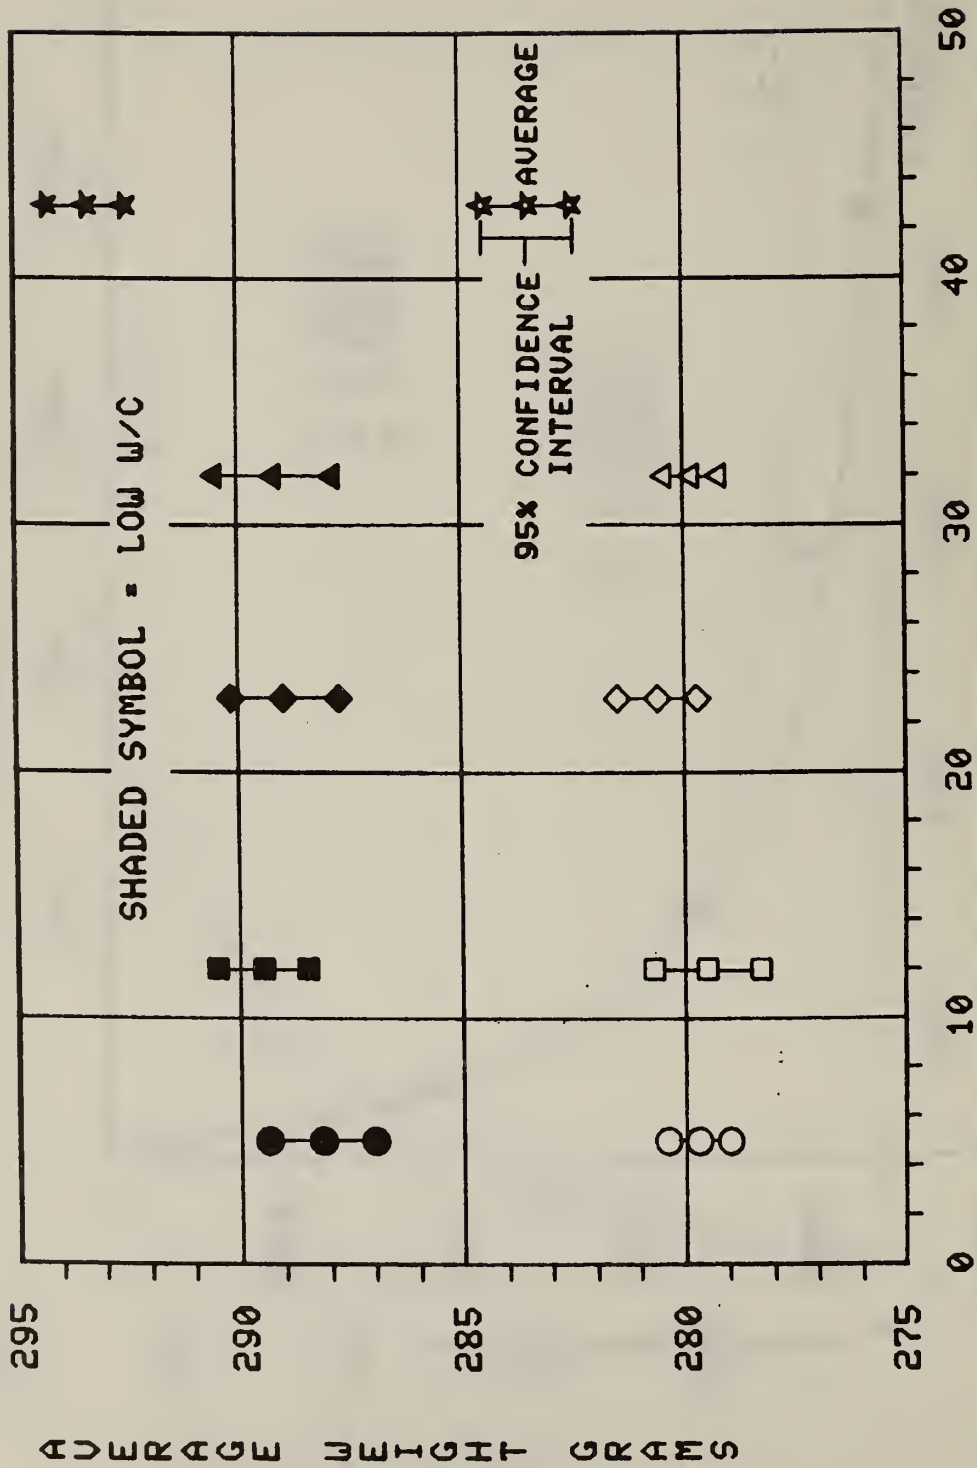 AVERAGE WEIGHT GRAMS
295
290
285
280
275
SHADED SYMBOL = LOW W/C
95% CONFIDENCE
INTERVAL
AVERAGE
0
10
20
30
40
50